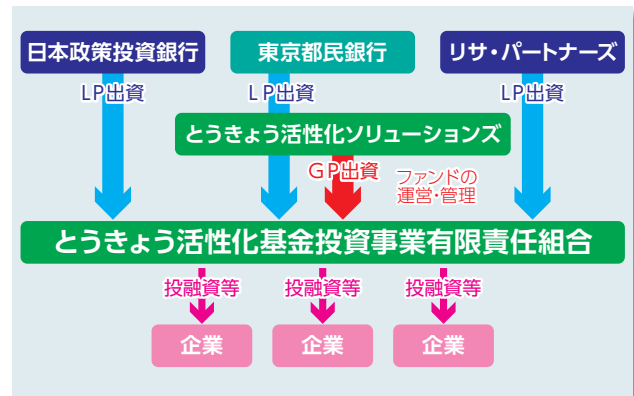 日本政策投資銀行
東京都民銀行
リサ・パートナーズ
LP出資
LP出資
LP出資
とうきょう活性化ソリューションズ
GP出資
ファンドの
運営・管理
とうきょう活性化基金投資事業有限責任組合
投融資等
投融資等
投融資等
企業
企業
企業